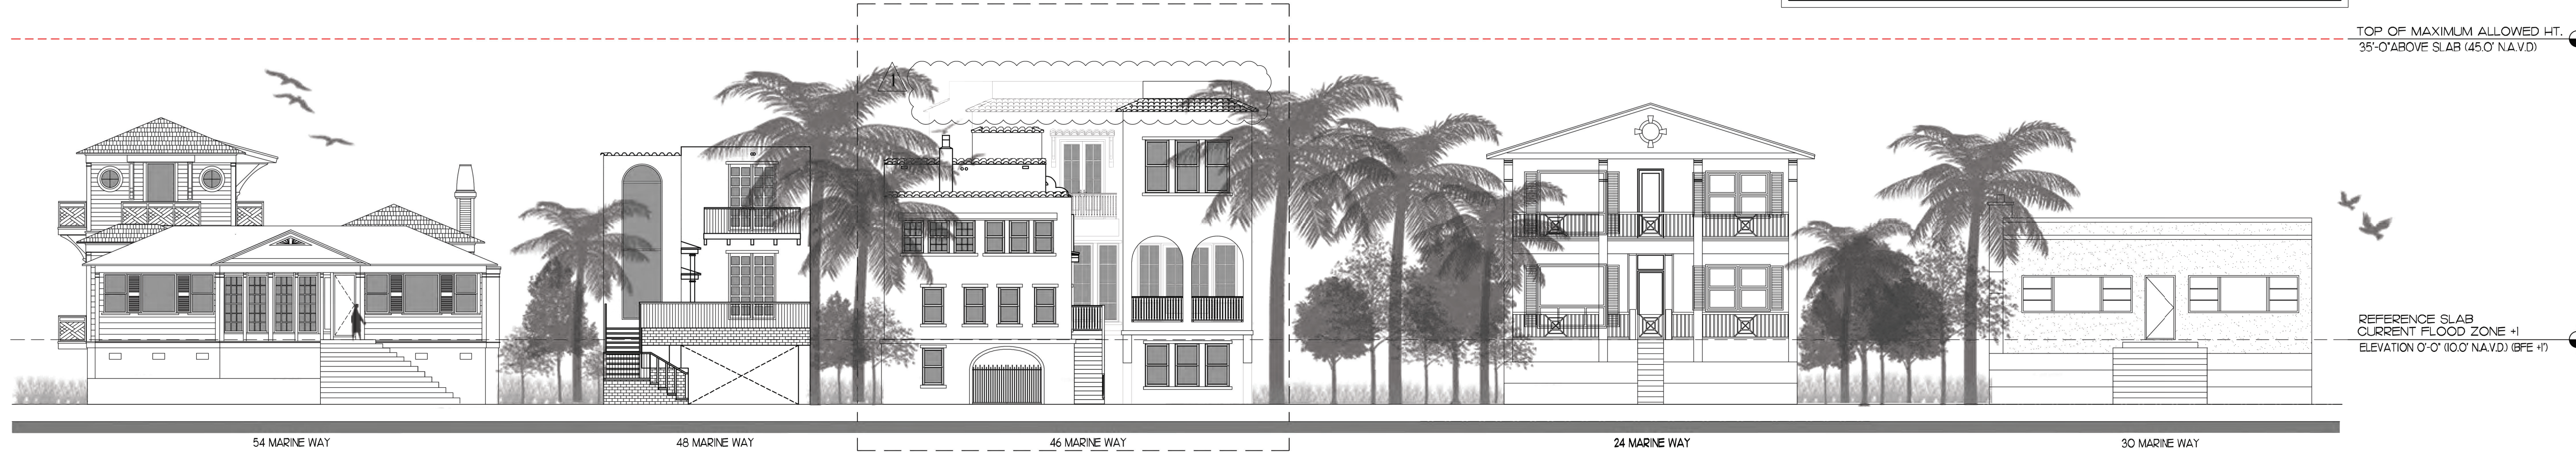 TOP OF MAXIMUM ALLOWED HT.
35'-0"ABOVE SLAB (45.0' N.A.V.D)
1
REFERENCE SLAB
CURRENT FLOOD ZONE +1
ELEVATION 0'-0" (10.0' N.A.V.D.) (BFE +1')
54 MARINE WAY
48 MARINE WAY
46 MARINE WAY
24 MARINE WAY
30 MARINE WAY